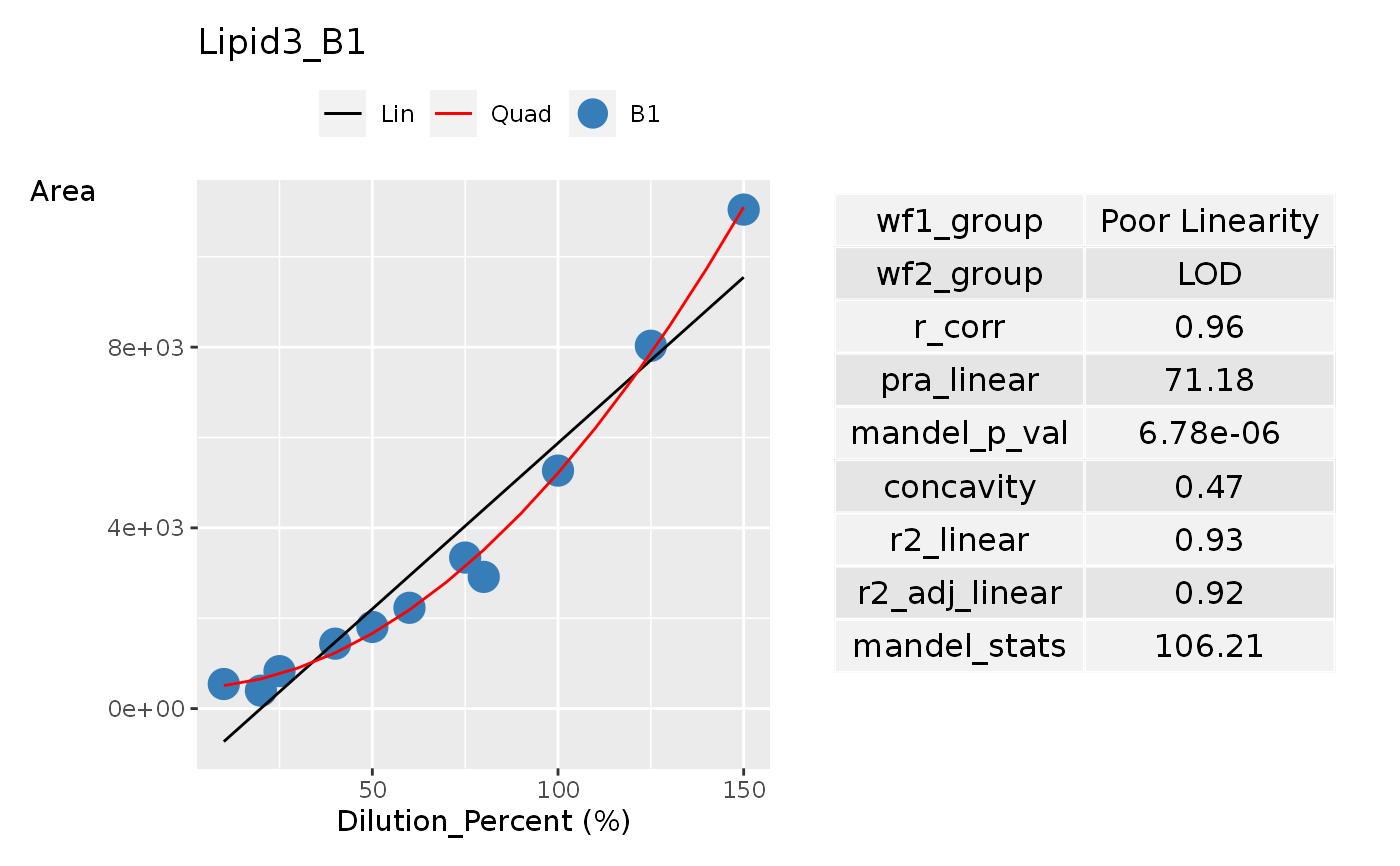 Lipid3_B1
Lin Quad B1
Area
8e+03
4e+03
0e+00
50 100 150
Dilution_Percent (%)
wf1_group Poor Linearity
wf2_group LOD
r_corr 0.96
pra_linear 71.18
mandel_p_val 6.78e-06
concavity 0.47
r2_linear 0.93
r2_adj_linear 0.92
mandel_stats 106.21